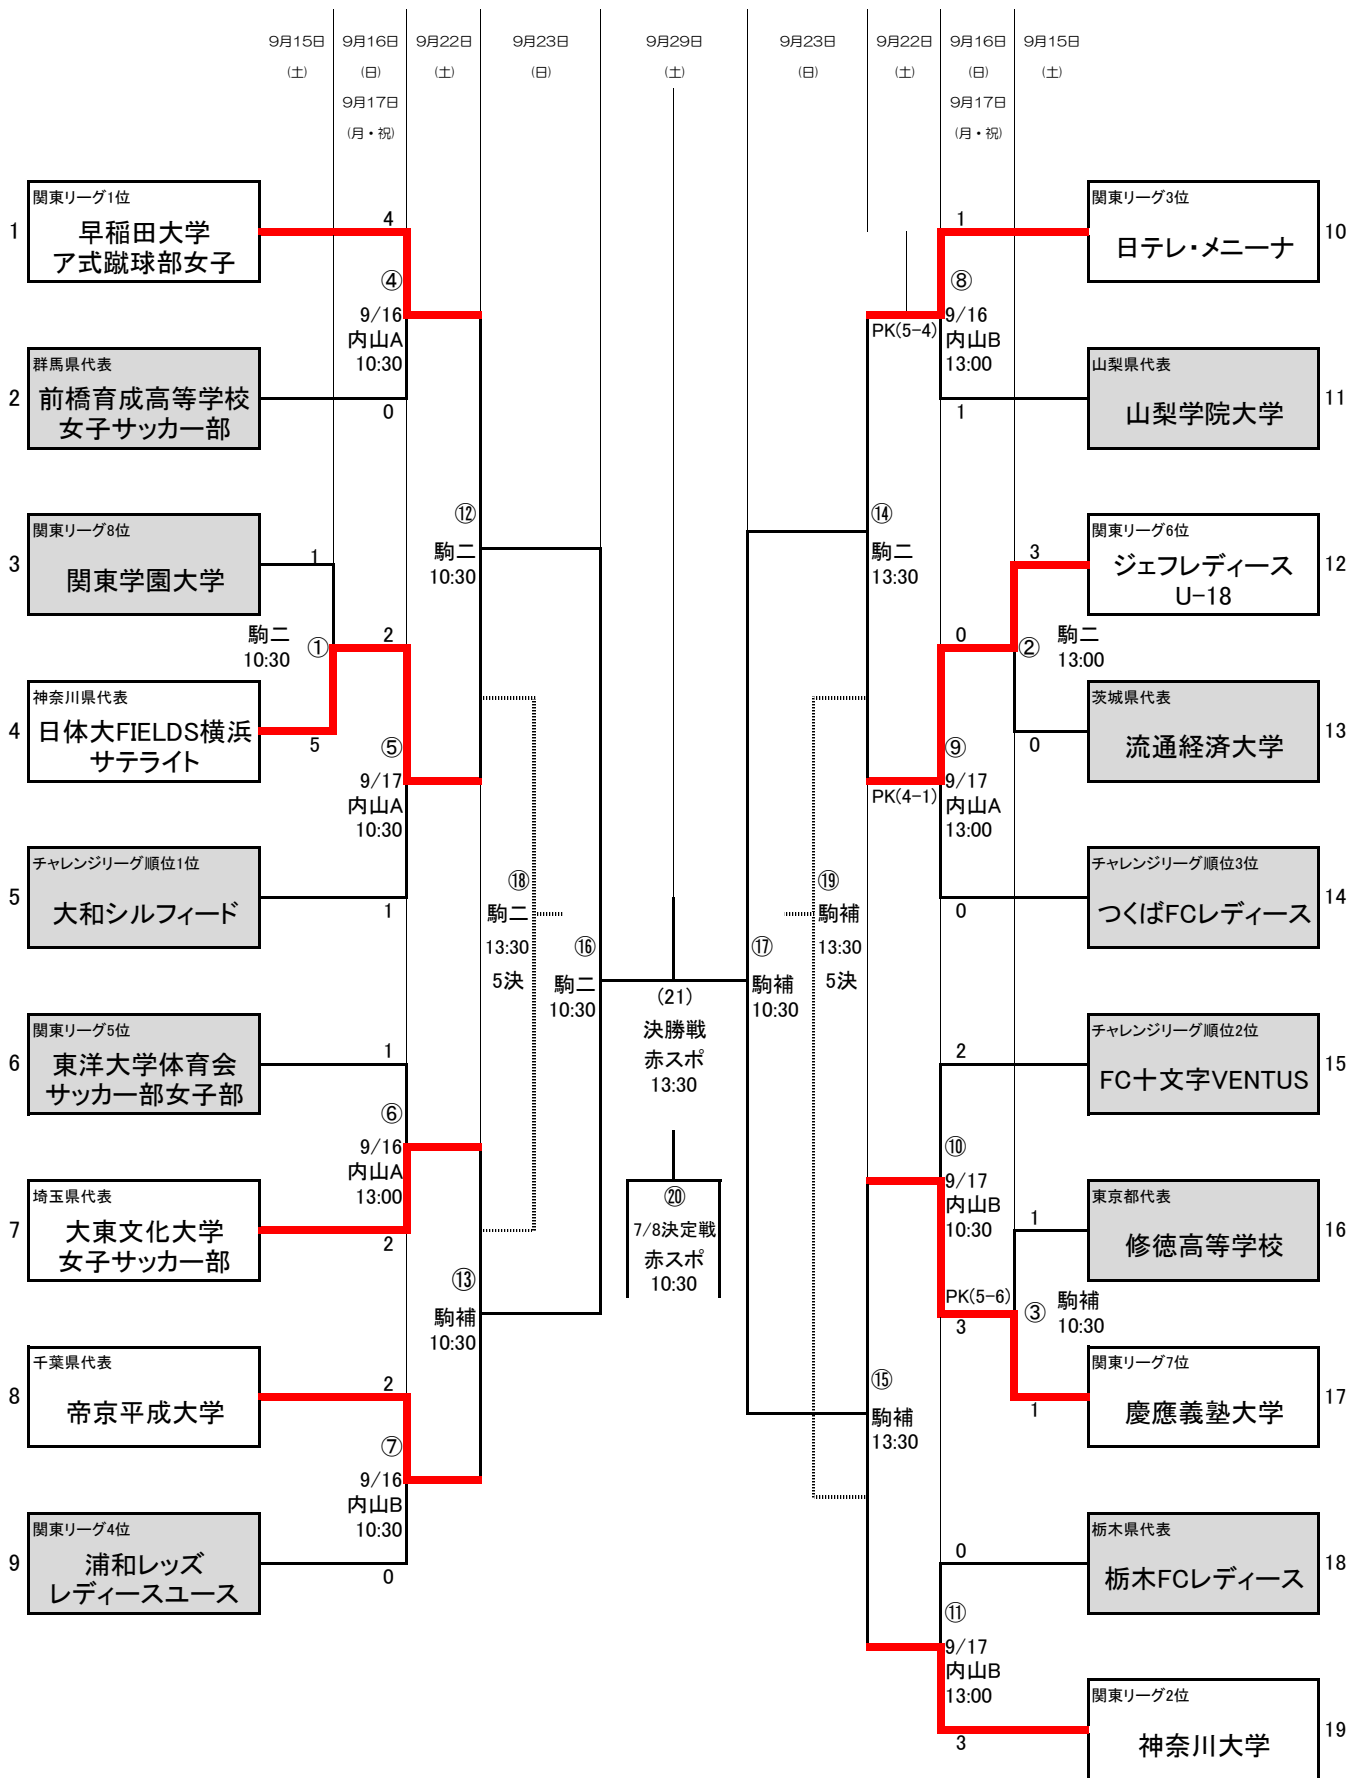 9月15日
(土)
9月16日
(日)
9月17日
(月・祝)
9月22日
(土)
9月23日
(日)
9月29日
(土)
9月23日
(日)
9月22日
(土)
9月16日
(日)
9月17日
(月・祝)
9月15日
(土)
1
関東リーグ1位
早稲田大学
ア式蹴球部女子
4
④
9/16
内山A
10:30
2
群馬県代表
前橋育成高等学校
女子サッカー部
0
3
関東リーグ8位
関東学園大学
1
駒二
10:30
①
2
4
神奈川県代表
日体大FIELDS横浜
サテライト
5
⑤
9/17
内山A
10:30
5
チャレンジリーグ順位1位
大和シルフィード
1
6
関東リーグ5位
東洋大学体育会
サッカー部女子部
1
⑥
9/16
内山A
13:00
7
埼玉県代表
大東文化大学
女子サッカー部
2
8
千葉県代表
帝京平成大学
2
⑦
9/16
内山B
10:30
9
関東リーグ4位
浦和レッズ
レディースユース
0
⑫
駒二
10:30
⑬
駒補
10:30
⑱
駒二
13:30
5決
⑯
駒二
10:30
(21)
決勝戦
赤スポ
13:30
⑳
7/8決定戦
赤スポ
10:30
⑰
駒補
10:30
⑲
駒補
13:30
5決
⑭
駒二
13:30
⑮
駒補
13:30
1
関東リーグ3位
日テレ・メニーナ
10
⑧
PK(5-4)
9/16
内山B
13:00
山梨県代表
山梨学院大学
11
1
関東リーグ6位
ジェフレディース
U-18
12
3
0
②
駒二
13:00
茨城県代表
流通経済大学
13
0
⑨
PK(4-1)
9/17
内山A
13:00
チャレンジリーグ順位3位
つくばFCレディース
14
0
チャレンジリーグ順位2位
FC十文字VENTUS
15
2
⑩
9/17
内山B
10:30
東京都代表
修徳高等学校
16
1
PK(5-6)
3
③
駒補
10:30
関東リーグ7位
慶應義塾大学
17
1
栃木県代表
栃木FCレディース
18
0
⑪
9/17
内山B
13:00
関東リーグ2位
神奈川大学
19
3